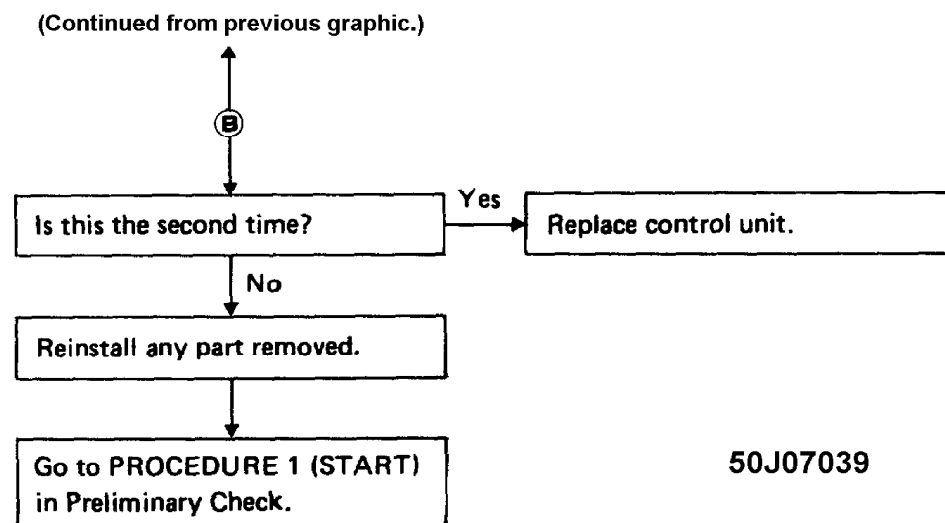 (Continued from previous graphic.)
B
Is this the second time?
Yes
Replace control unit.
No
Reinstall any part removed.
Go to PROCEDURE 1 (START)
in Preliminary Check.
50J07039